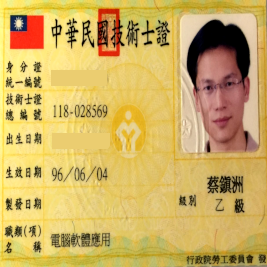 中華民國技術士證
身分證
統一編號
技術士證
總編號 118-028569
出生日期
生效日期 96/06/04
製發日期
職類(項)
名稱 電腦軟體應用
蔡鎮洲
級別 乙級
行政院勞工委員會 發